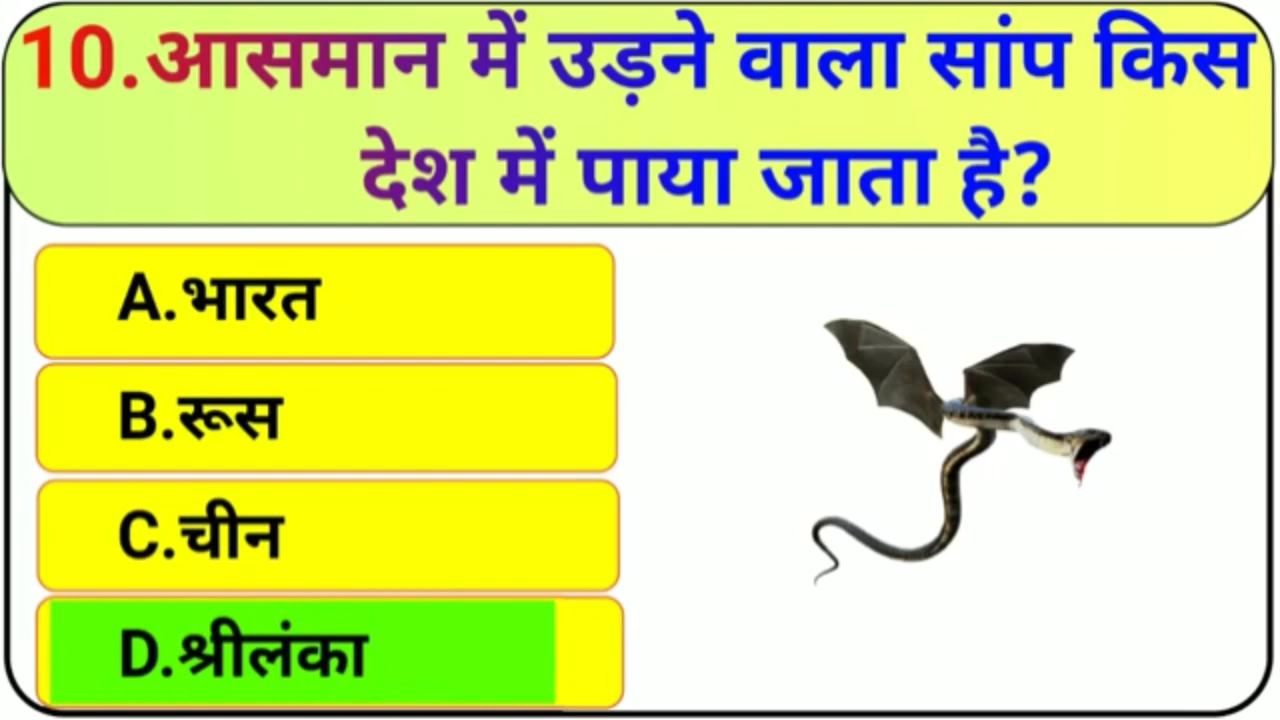 10.आसमान में उड़ने वाला सांप किस
देश में पाया जाता है?
A.भारत
B.रूस
C.चीन
D.श्रीलंका